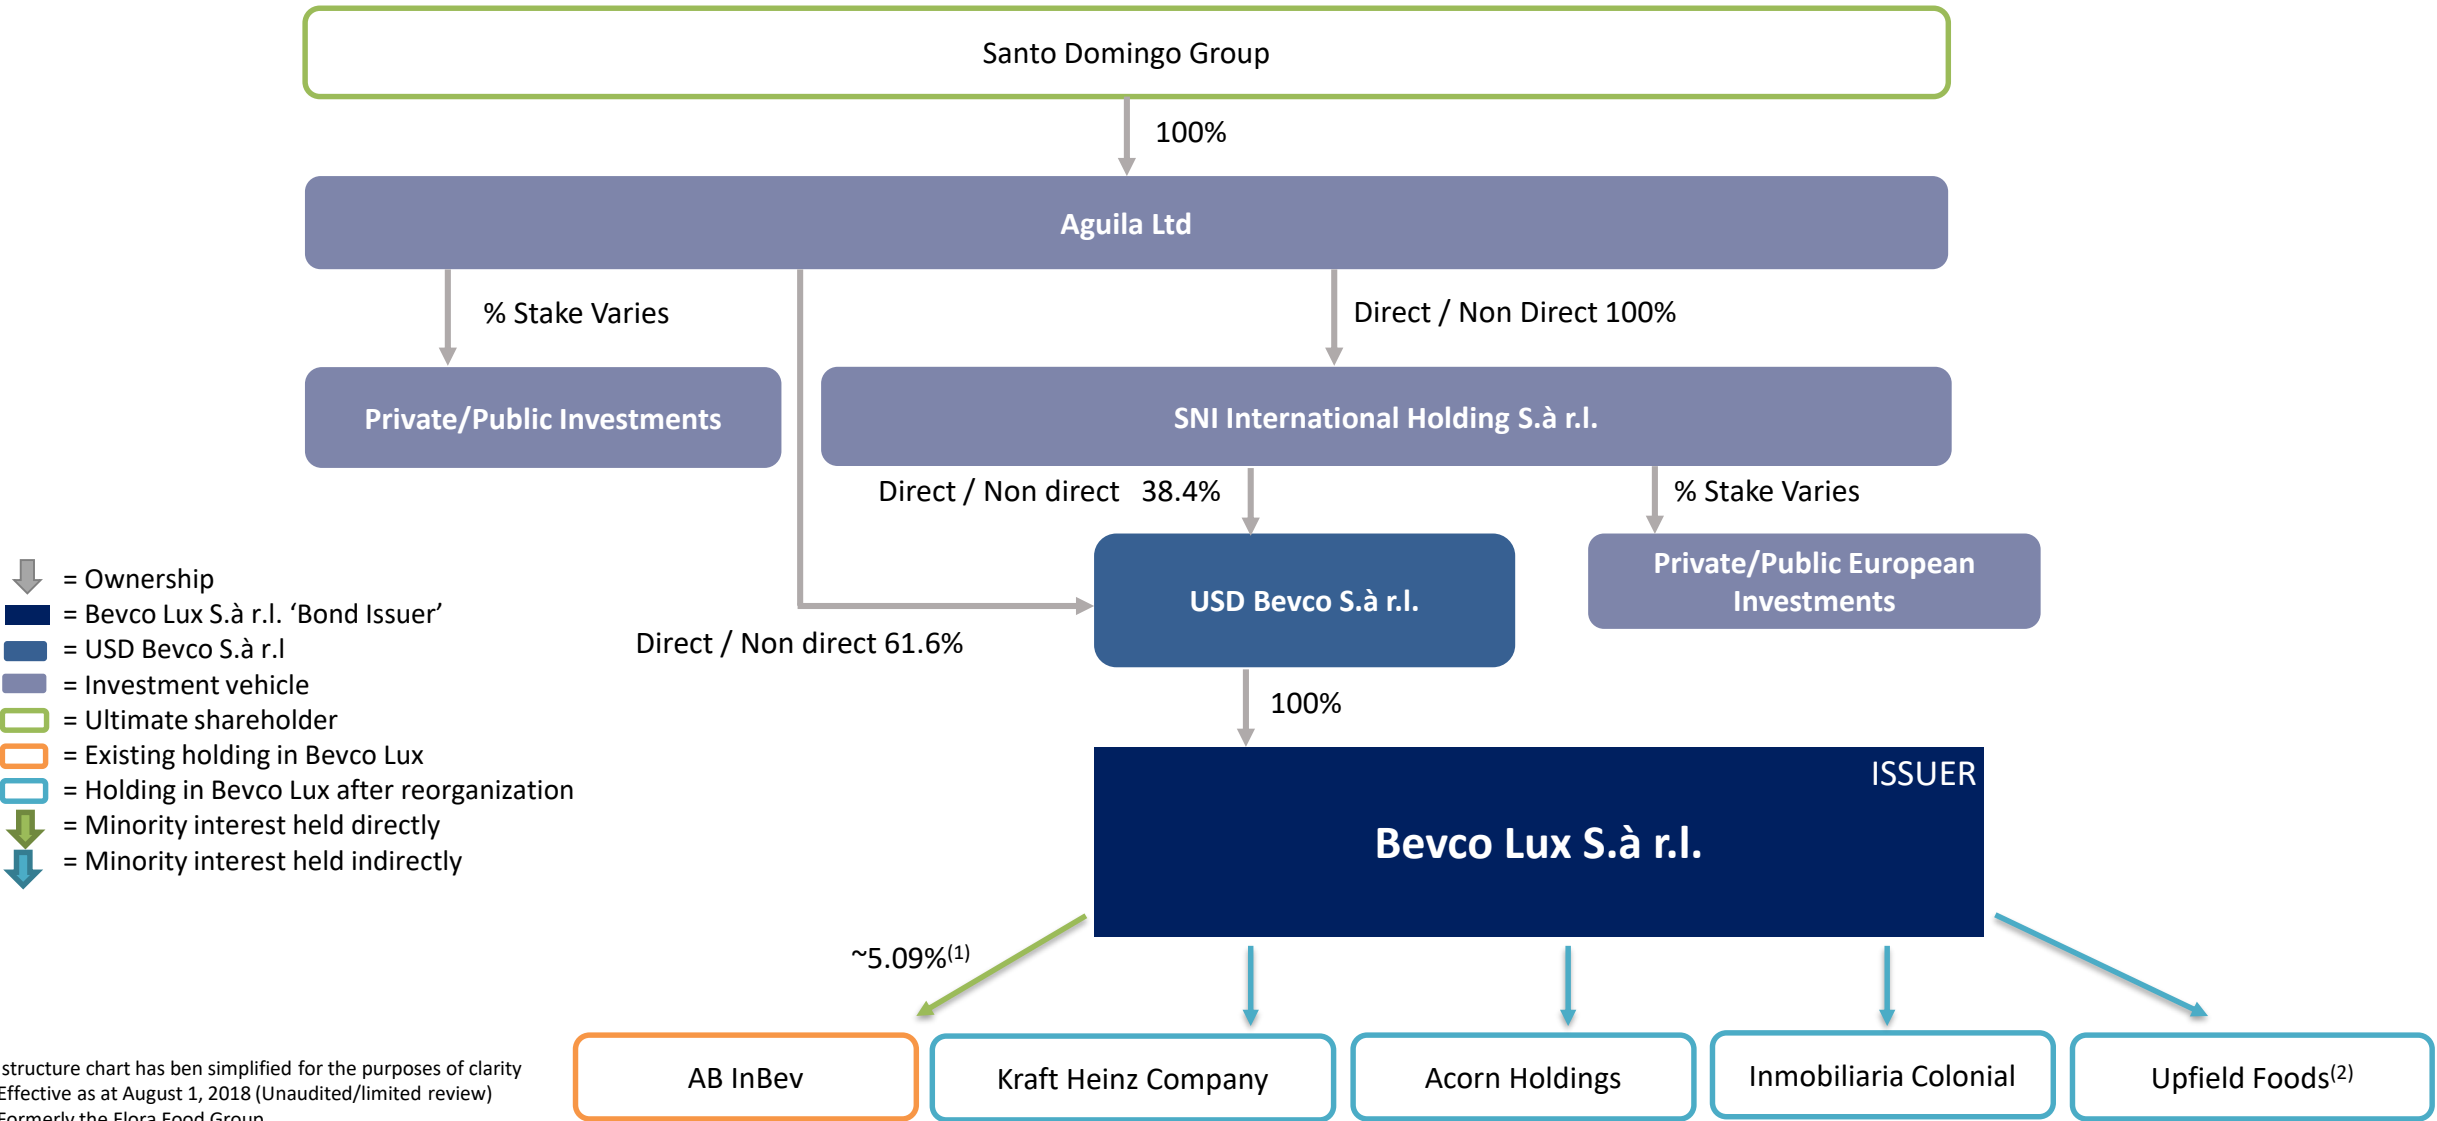 Santo Domingo Group
100%
Aguila Ltd
% Stake Varies
Direct / Non Direct 100%
Private/Public Investments
SNI International Holding S.à r.l.
Direct / Non direct 38.4%
% Stake Varies
USD Bevco S.à r.l.
Private/Public European
Investments
Direct / Non direct 61.6%
100%
= Ownership
= Bevco Lux S.à r.l. ‘Bond Issuer’
= USD Bevco S.à r.l
= Investment vehicle
= Ultimate shareholder
= Existing holding in Bevco Lux
= Holding in Bevco Lux after reorganization
= Minority interest held directly
= Minority interest held indirectly
ISSUER
Bevco Lux S.à r.l.
~5.09%(1)
AB InBev
Kraft Heinz Company
Acorn Holdings
Inmobiliaria Colonial
Upfield Foods(2)
structure chart has ben simplified for the purposes of clarity
Effective as at August 1, 2018 (Unaudited/limited review)
Formerly the Flora Food Group